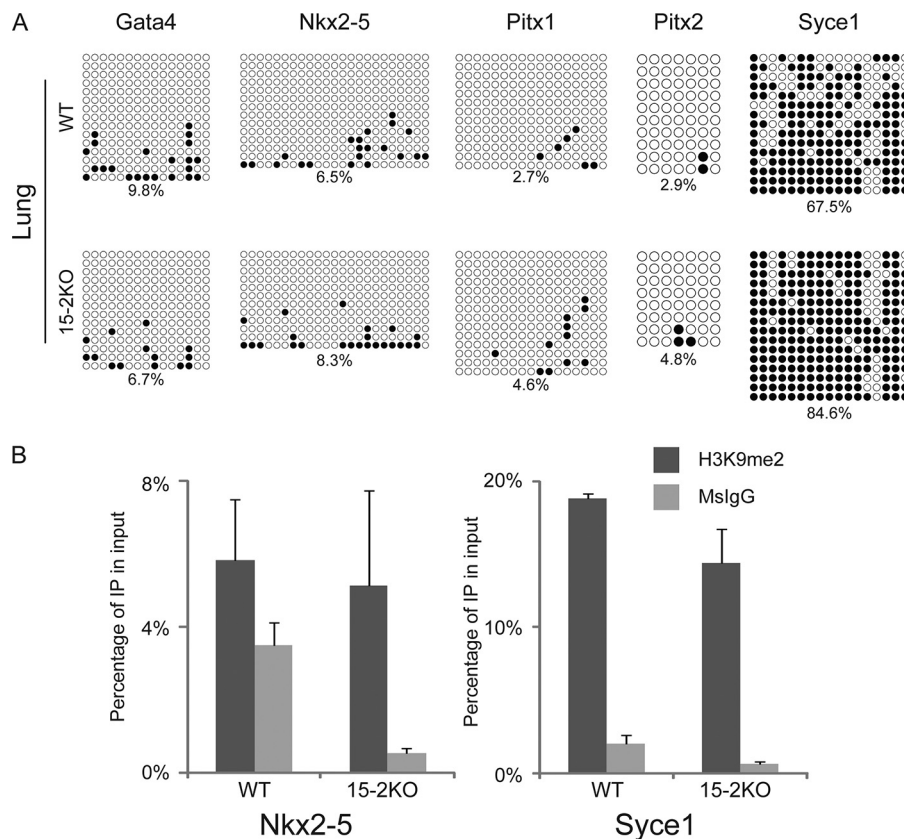 A
Gata4 Nkx2-5 Pitx1 Pitx2 Syce1
Lung
WT
9.8% 6.5% 2.7% 2.9% 67.5%
15-2KO
6.7% 8.3% 4.6% 4.8% 84.6%
B
H3K9me2
MsIgG
Percentage of IP in input
8%
4%
0%
WT 15-2KO
Nkx2-5
Percentage of IP in input
20%
10%
0%
WT 15-2KO
Syce1